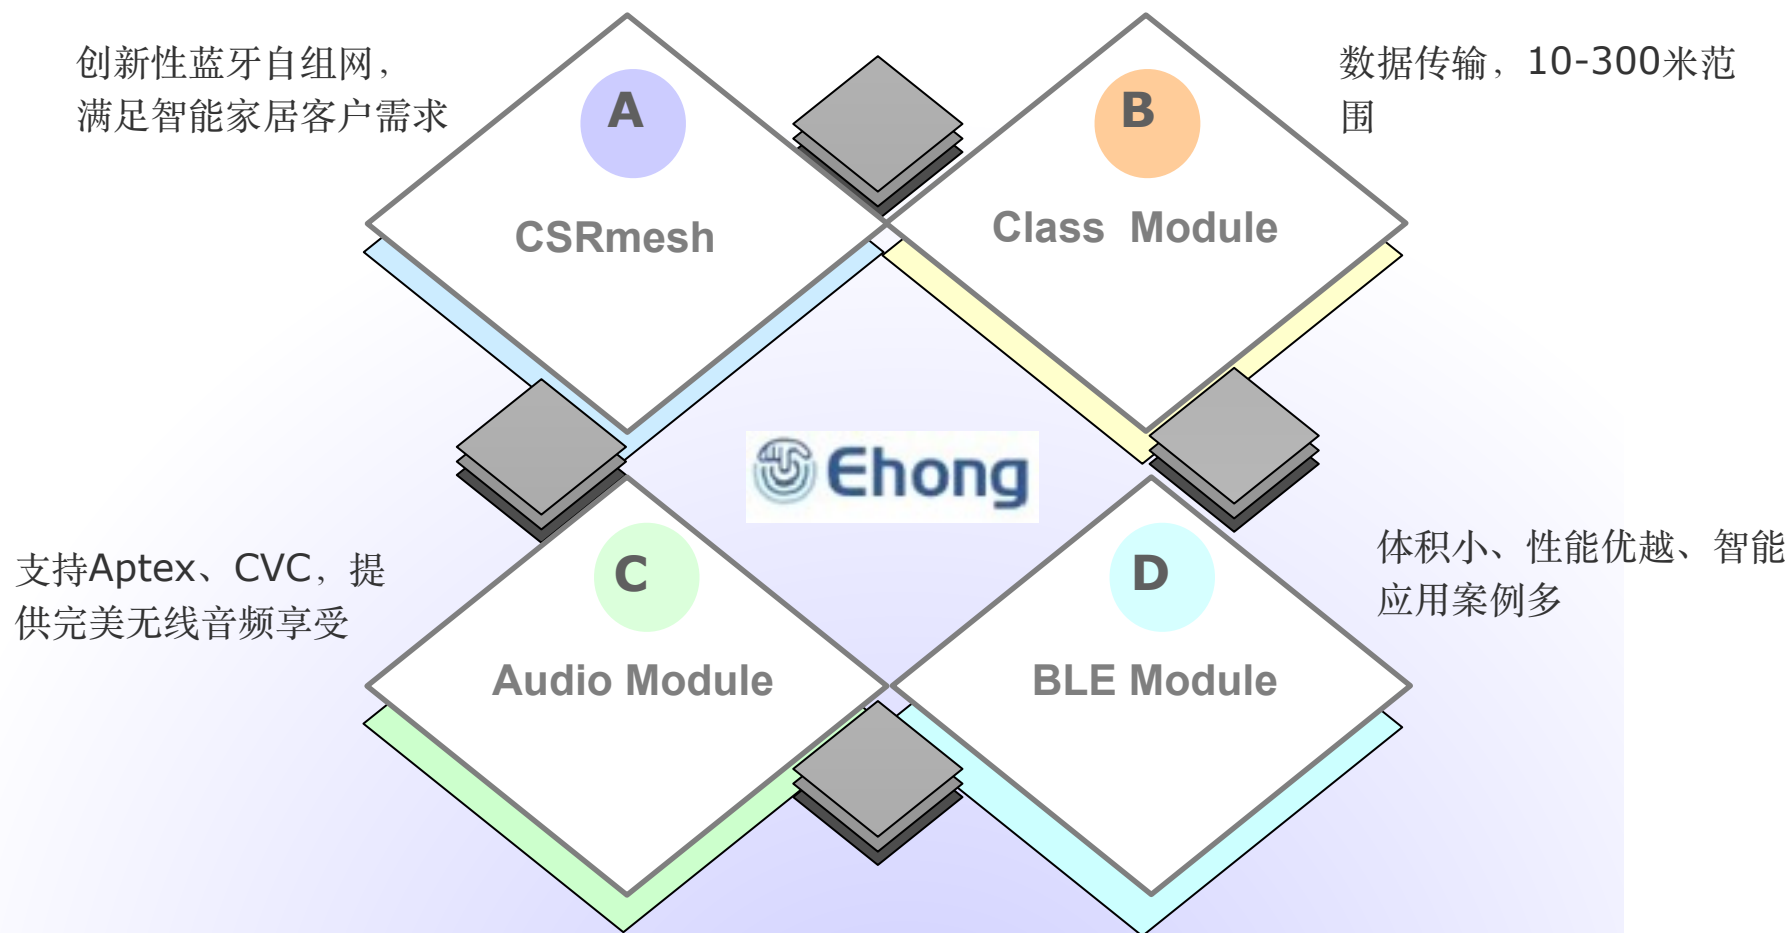 创新性蓝牙自组网，
满足智能家居客户需求
A
CSRmesh
B
Class  Module
数据传输，10-300米范
围
Ehong
支持Aptex、CVC，提
供完美无线音频享受
C
Audio Module
D
BLE Module
体积小、性能优越、智能
应用案例多